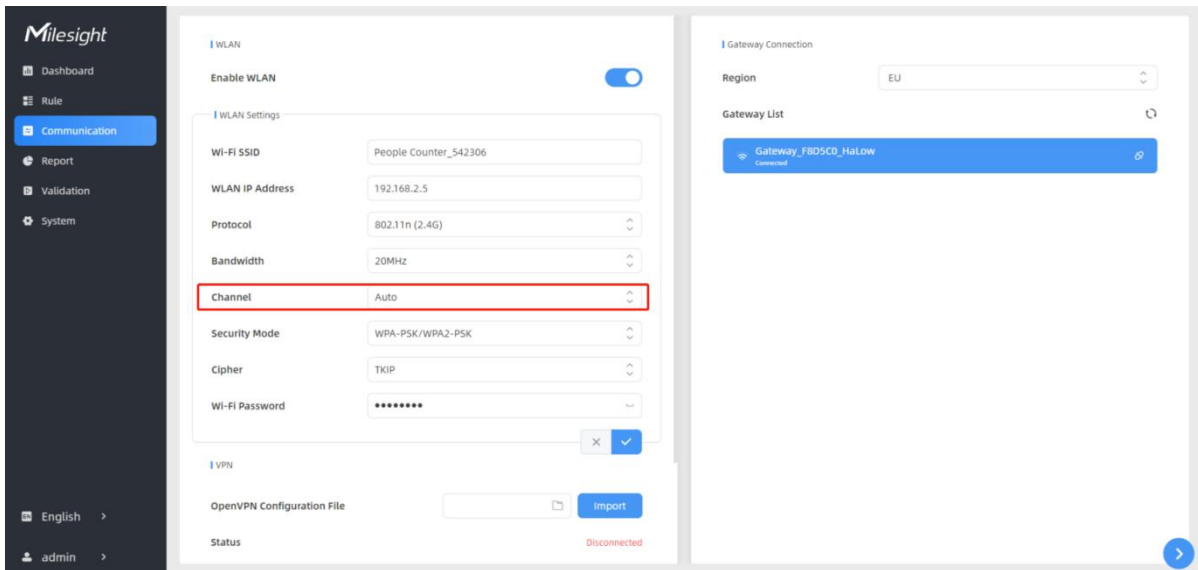 Milesight
Dashboard
Rule
Communication
Report
Validation
System
English
admin
WLAN
Enable WLAN
WLAN Settings
Wi-Fi SSID People Counter_542306
WLAN IP Address 192.168.2.5
Protocol 802.11n (2.4G)
Bandwidth 20MHz
Channel Auto
Security Mode WPA-PSK/WPA2-PSK
Cipher TKIP
Wi-Fi Password ••••••••
VPN
OpenVPN Configuration File Import
Status Disconnected
Gateway Connection
Region EU
Gateway List
Gateway_F8D5C0_HaLow
Connected